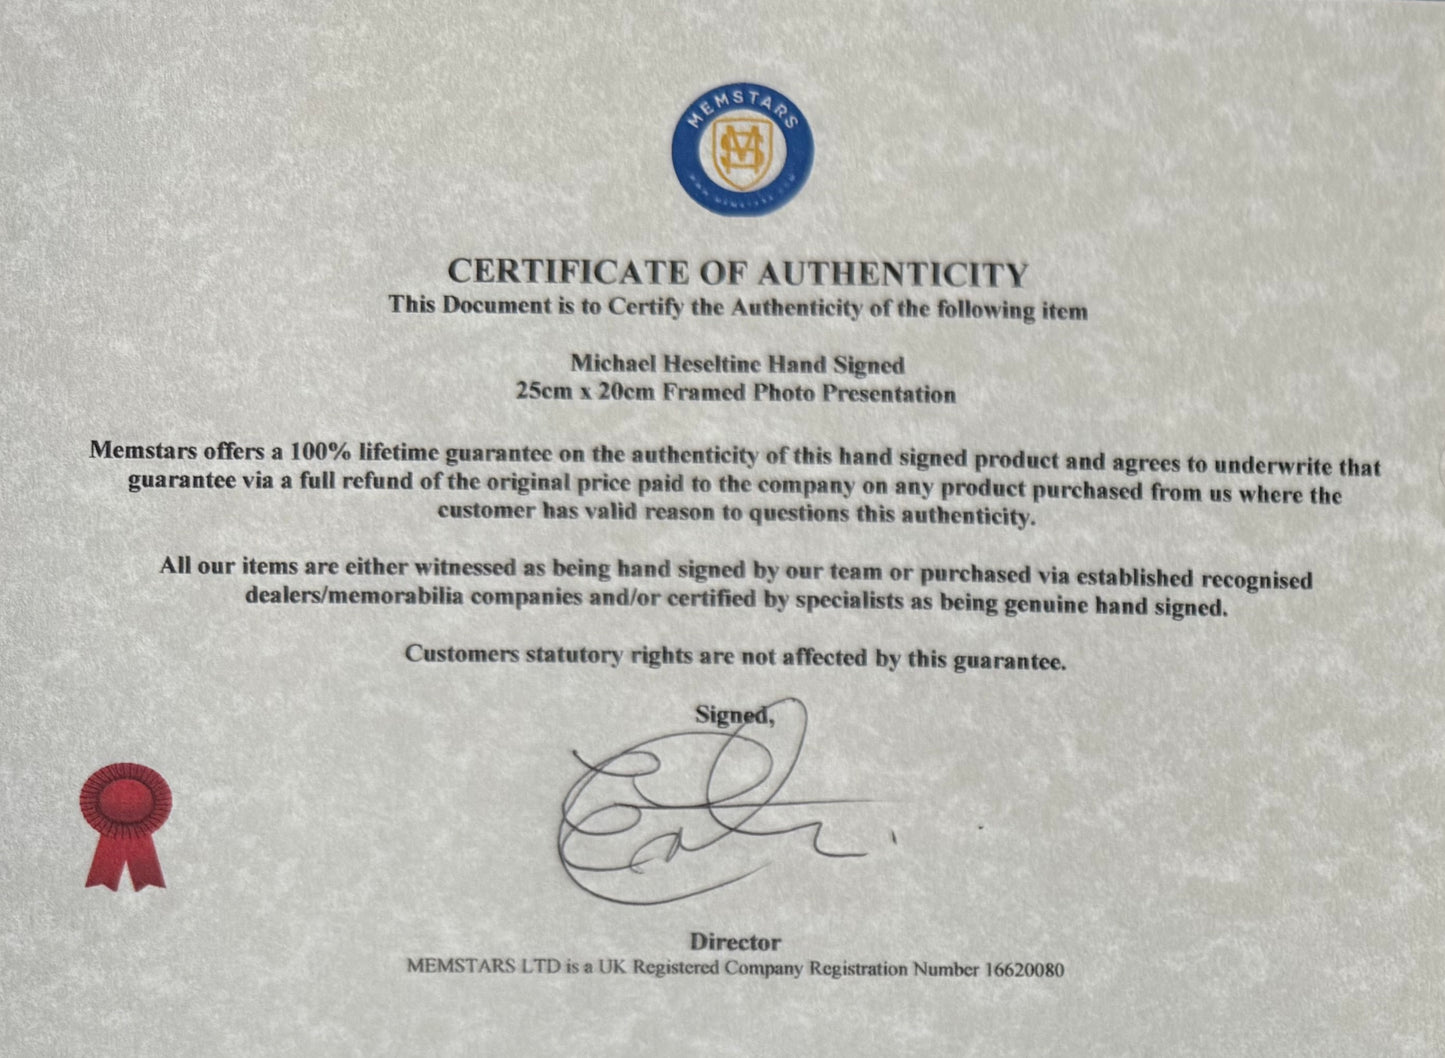 MEMSTARS
MS
CERTIFICATE OF AUTHENTICITY
This Document is to Certify the Authenticity of the following item
Michael Heseltine Hand Signed
25cm x 20cm Framed Photo Presentation
Memstars offers a 100% lifetime guarantee on the authenticity of this hand signed product and agrees to underwrite that
guarantee via a full refund of the original price paid to the company on any product purchased from us where the
customer has valid reason to questions this authenticity.
All our items are either witnessed as being hand signed by our team or purchased via established recognised
dealers/memorabilia companies and/or certified by specialists as being genuine hand signed.
Customers statutory rights are not affected by this guarantee.
Signed,
Director
MEMSTARS LTD is a UK Registered Company Registration Number 16620080